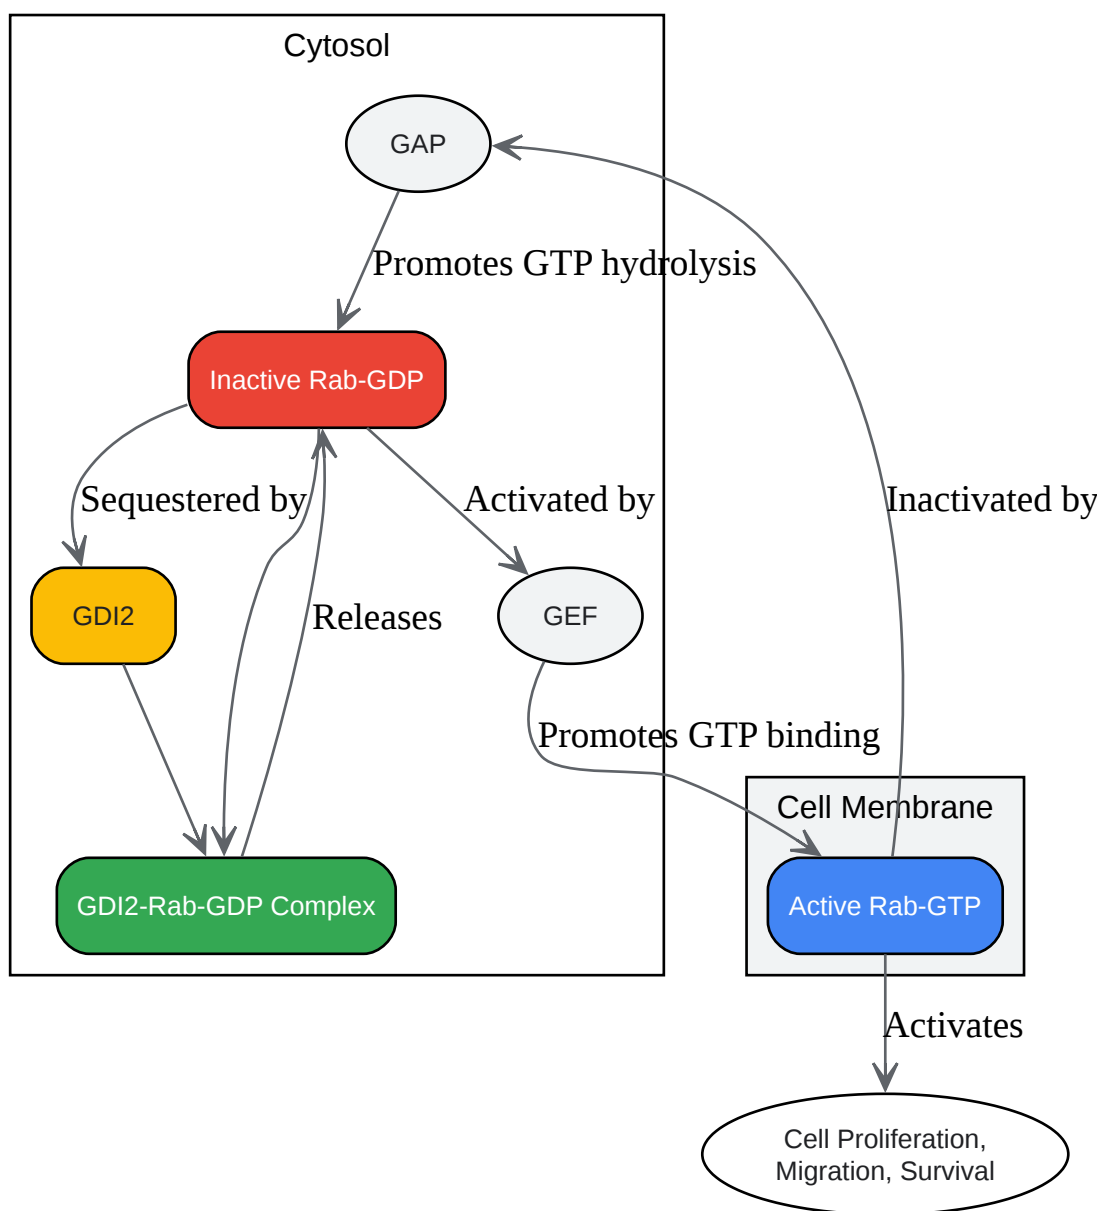 Cytosol
GAP
Promotes GTP hydrolysis
Inactive Rab-GDP
Sequestered by
Activated by
Inactivated by
GDI2
Releases
GEF
Promotes GTP binding
Cell Membrane
GDI2-Rab-GDP Complex
Active Rab-GTP
Activates
Cell Proliferation,
Migration, Survival